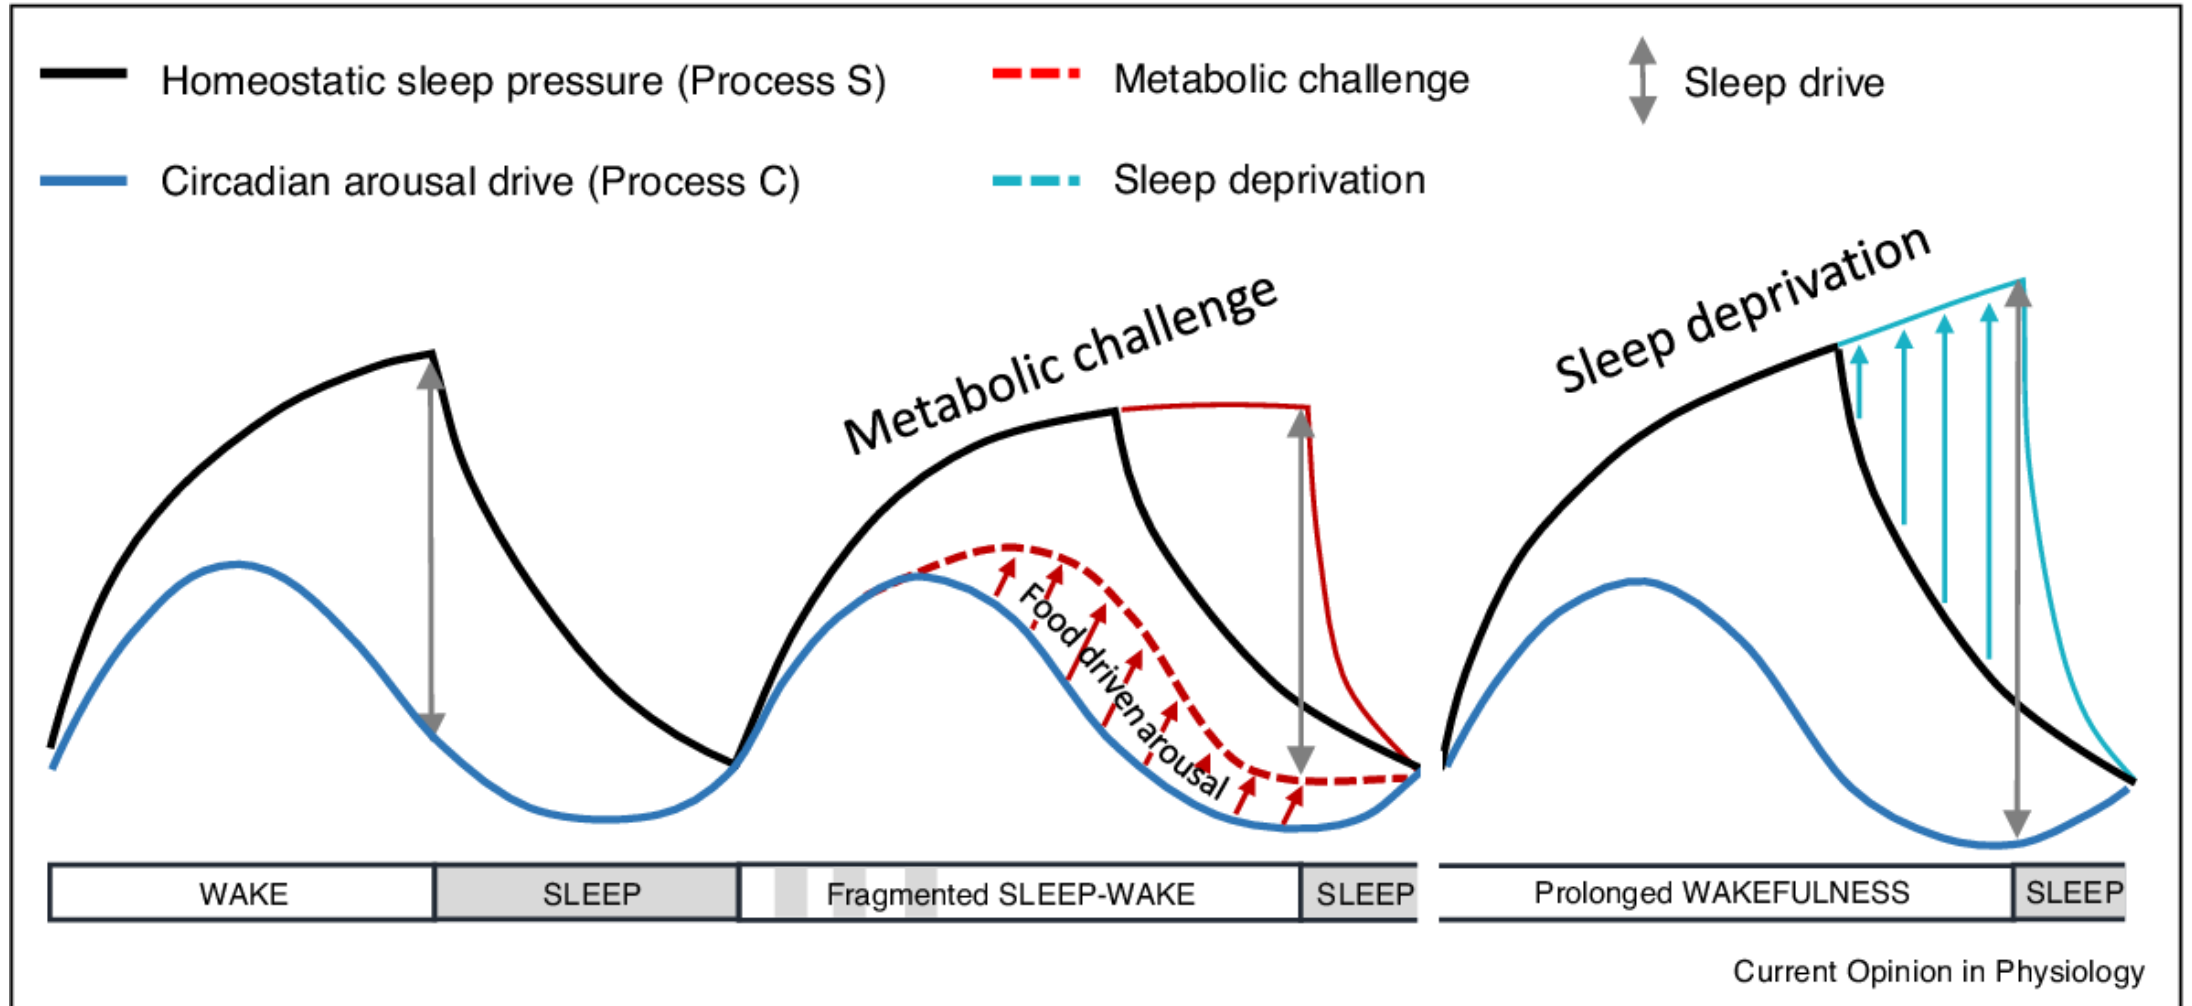 Homeostatic sleep pressure (Process S)
Metabolic challenge
Sleep drive
Circadian arousal drive (Process C)
Sleep deprivation
Metabolic challenge
Sleep deprivation
Food driven arousal
WAKE
SLEEP
Fragmented SLEEP-WAKE
SLEEP
Prolonged WAKEFULNESS
SLEEP
Current Opinion in Physiology